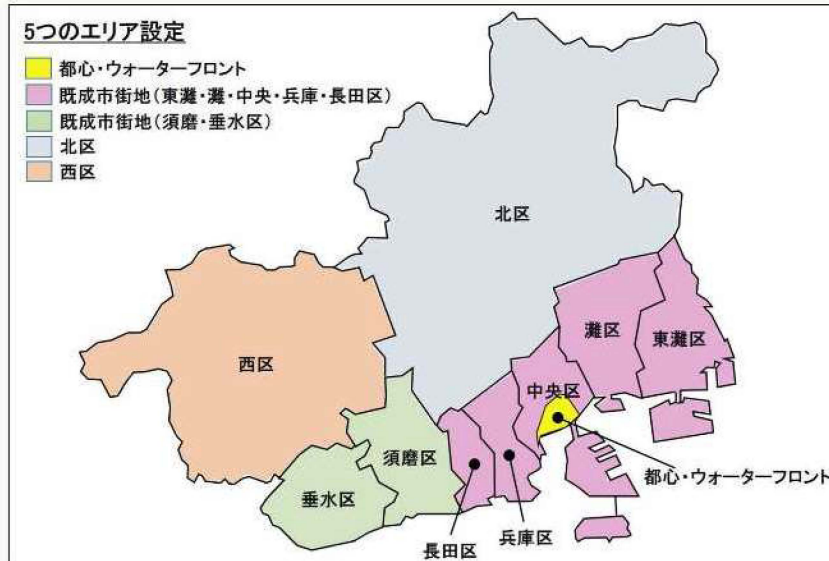 5つのエリア設定
都心・ウォーターフロント
既成市街地(東灘・灘・中央・兵庫・長田区)
既成市街地(須磨・垂水区)
北区
西区
北区
灘区
東灘区
西区
中央区
須磨区
都心・ウォーターフロント
垂水区
兵庫区
長田区